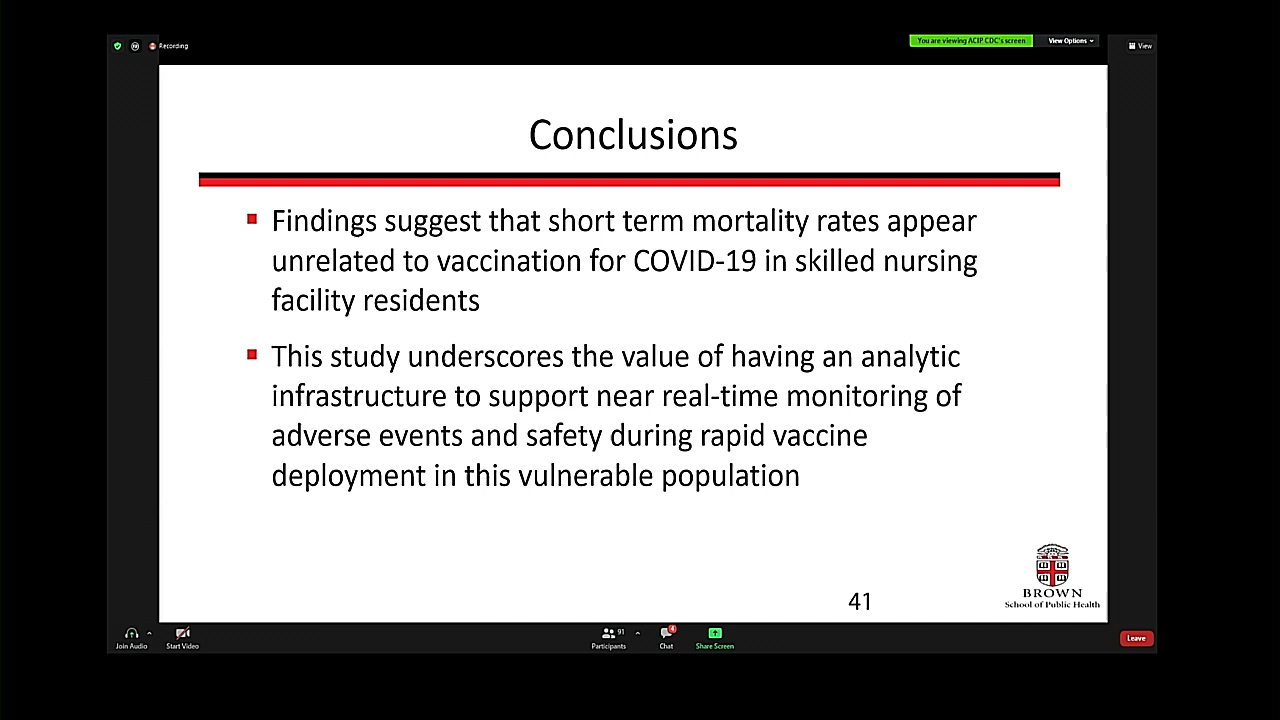 Recording
You are viewing ACIP CDC's screen
View Options
View
Conclusions
Findings suggest that short term mortality rates appear
unrelated to vaccination for COVID-19 in skilled nursing
facility residents
This study underscores the value of having an analytic
infrastructure to support near real-time monitoring of
adverse events and safety during rapid vaccine
deployment in this vulnerable population
BROWN
School of Public Health
41
Join Audio
Start Video
91
Participants
4
Chat
Share Screen
Leave